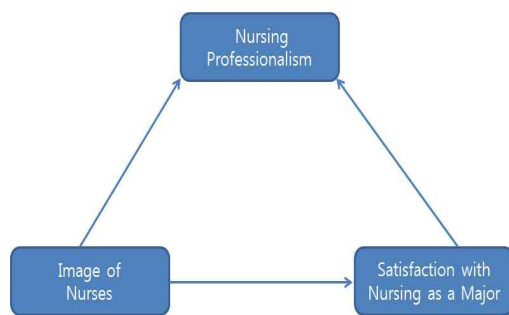 Nursing
Professionalism
Image of
Nurses
Satisfaction with
Nursing as a Major